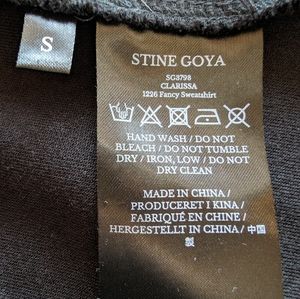 S
STINE GOYA
SG3798
CLARISSA
1226 Fancy Sweatshirt
HAND WASH / DO NOT
BLEACH / DO NOT TUMBLE
DRY / IRON, LOW / DO NOT
DRY CLEAN
MADE IN CHINA /
PRODUCERET I KINA /
FABRIQUÉ EN CHINE /
HERGESTELLT IN CHINA / 中国
製